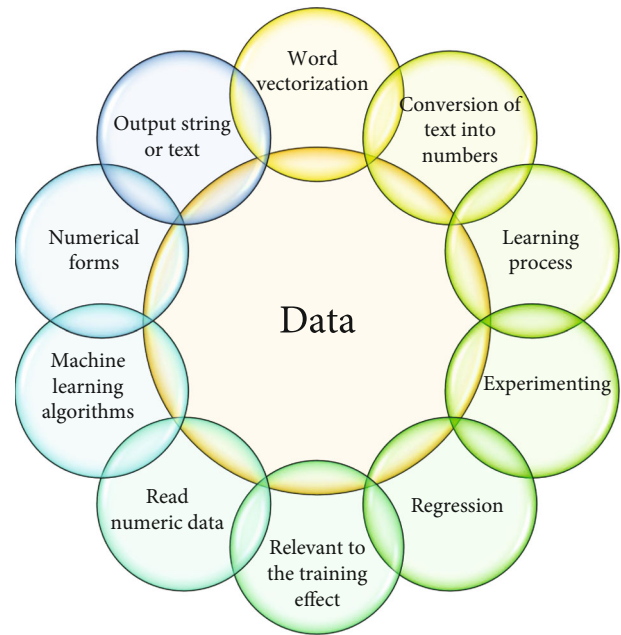 Word
vectorization
Conversion of
text into
numbers
Learning
process
Experimenting
Regression
Relevant to
the training
effect
Read
numeric data
Machine
learning
algorithms
Numerical
forms
Output string
or text
Data